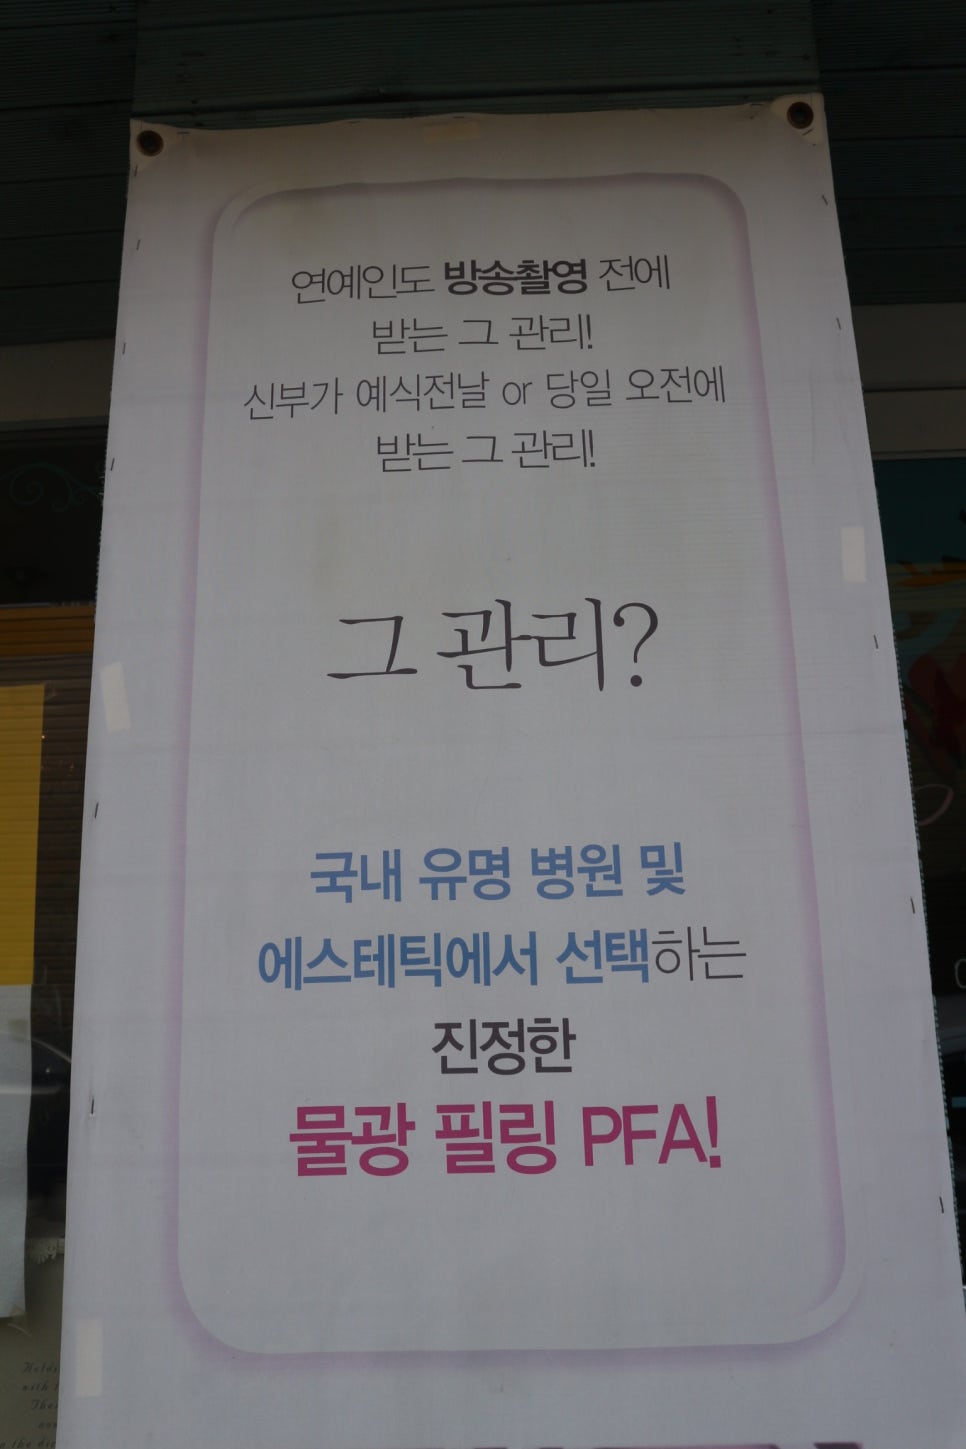 연예인도 방송촬영 전에
받는 그 관리!
신부가 예식전날 or 당일 오전에
받는 그 관리!
그 관리?
국내 유명 병원 및
에스테틱에서 선택하는
진정한
물광 필링 PFA!